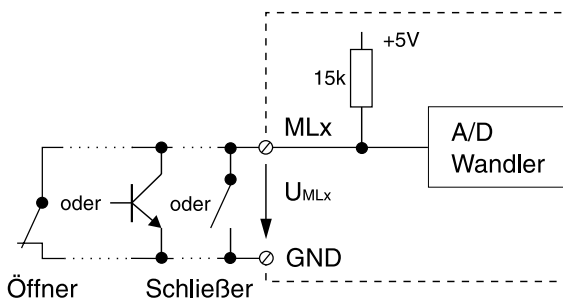 +5V
15k
MLx
A/D
Wandler
oder
oder
UMLx
GND
Öffner
Schließer